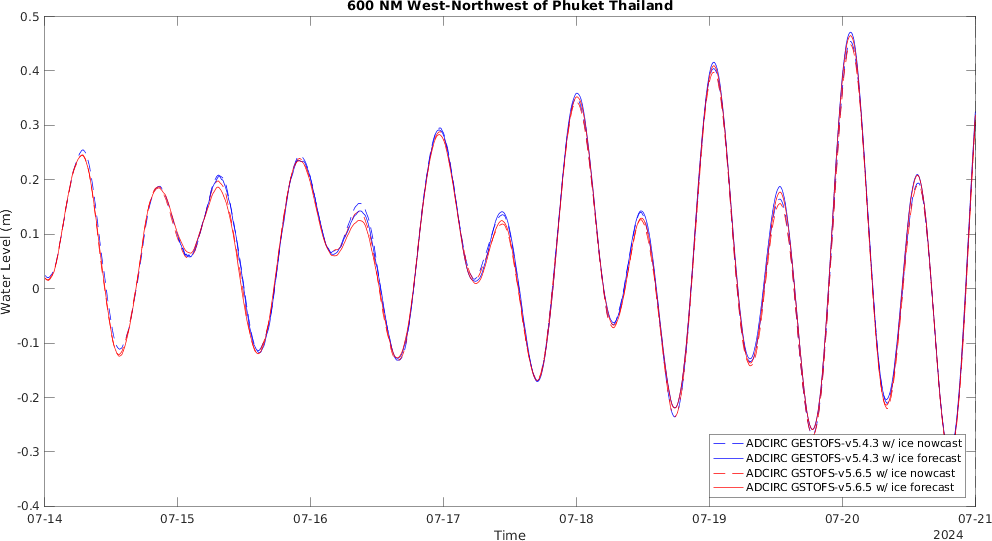 600 NM West-Northwest of Phuket Thailand
0.5
0.4
0.3
0.2
0.1
0
-0.1
-0.2
-0.3
-0.4
Water Level (m)
ADCIRC GESTOFS-v5.4.3 w/ ice nowcast
ADCIRC GESTOFS-v5.4.3 w/ ice forecast
ADCIRC GSTOFS-v5.6.5 w/ ice nowcast
ADCIRC GSTOFS-v5.6.5 w/ ice forecast
07-14 07-15 07-16 07-17 07-18 07-19 07-20 07-21
Time
2024